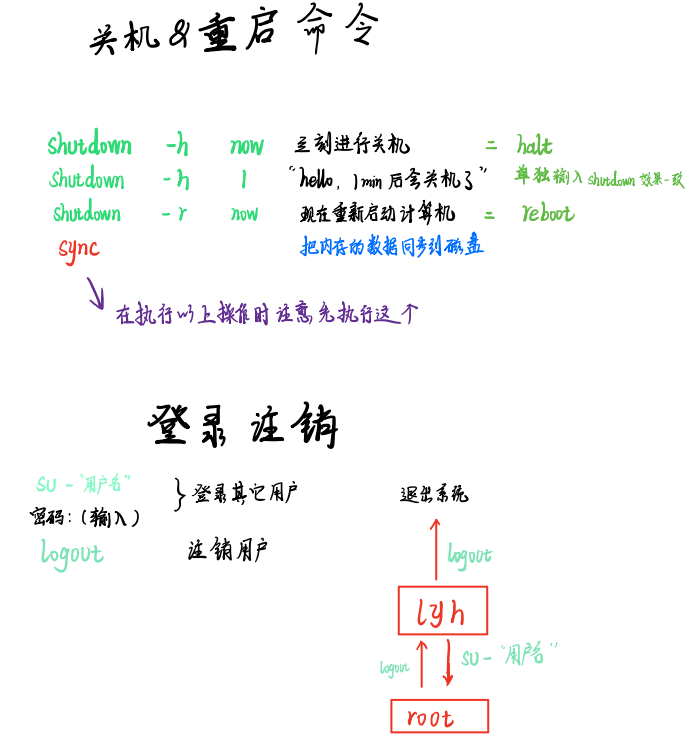 关机&重启命令
shutdown -h now 立刻进行关机 = halt
shutdown -h 1 "hello, 1 min 后会关机了" 单独输入 shutdown 效果一致
shutdown -r now 现在重新启动计算机 = reboot
sync 把内存的数据同步到磁盘
在执行以上操作时注意先执行这个
登录注销
su - "用户名" } 登录其它用户
密码:(输入)
logout 注销用户
退出系统
logout
lyh
logout su - "用户名"
root